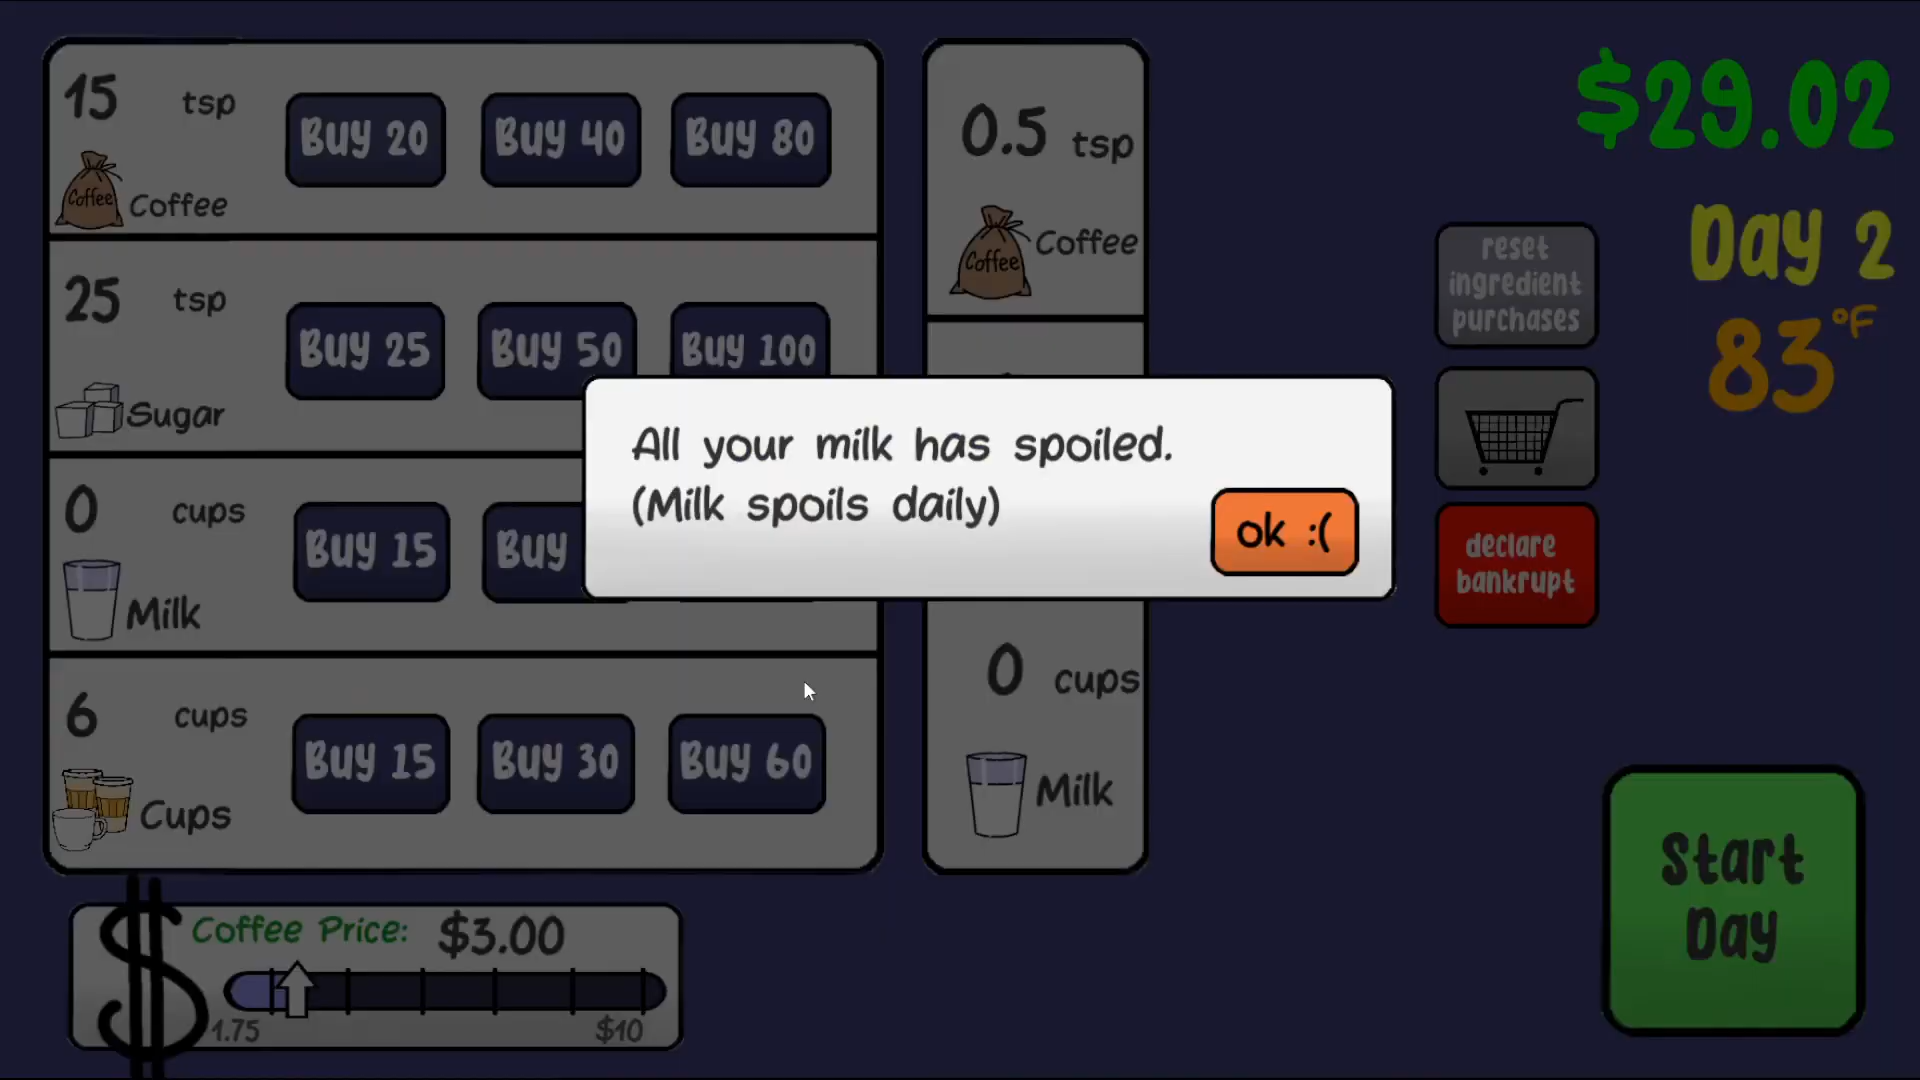 15 tsp
Coffee
Coffee
Buy 20
Buy 40
Buy 80
25 tsp
Sugar
Buy 25
Buy 50
Buy 100
0 cups
Milk
Buy 15
Buy
6 cups
Cups
Buy 15
Buy 30
Buy 60
0.5 tsp
Coffee
Coffee
0 cups
Milk
All your milk has spoiled.
(Milk spoils daily)
ok :(
$29.02
Day 2
83°F
reset
ingredient
purchases
declare
bankrupt
Start
Day
$
Coffee Price: $3.00
1.75
$10